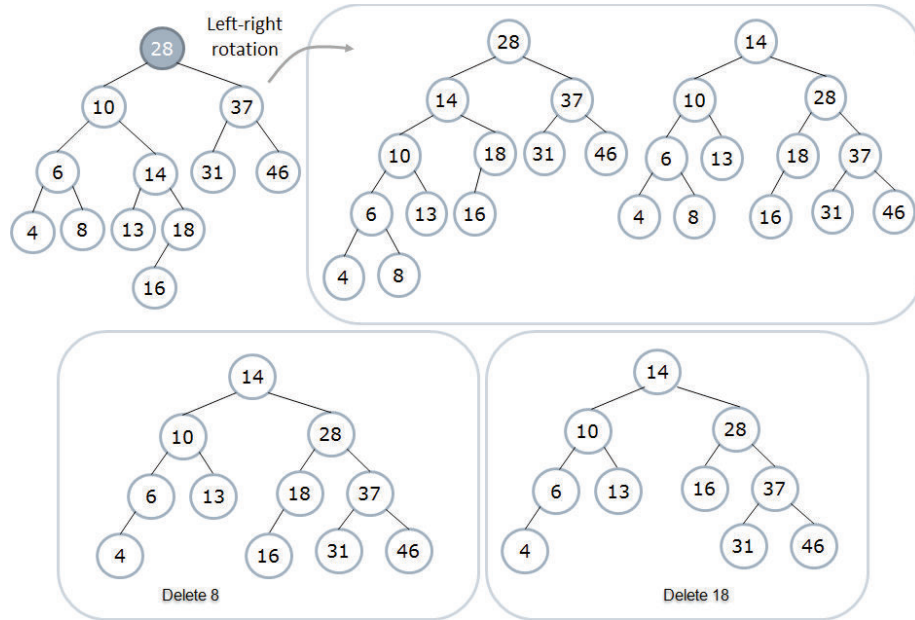 Left-right
rotation
28
10 37
6 14 31 46
4 8 13 18
16
28
14 37
10 18 31 46
6 13 16
4 8
14
10 28
6 13 18 37
4 8 16 31 46
14
10 28
6 13 18 37
4 16 31 46
Delete 8
14
10 28
6 13 16 37
4 31 46
Delete 18